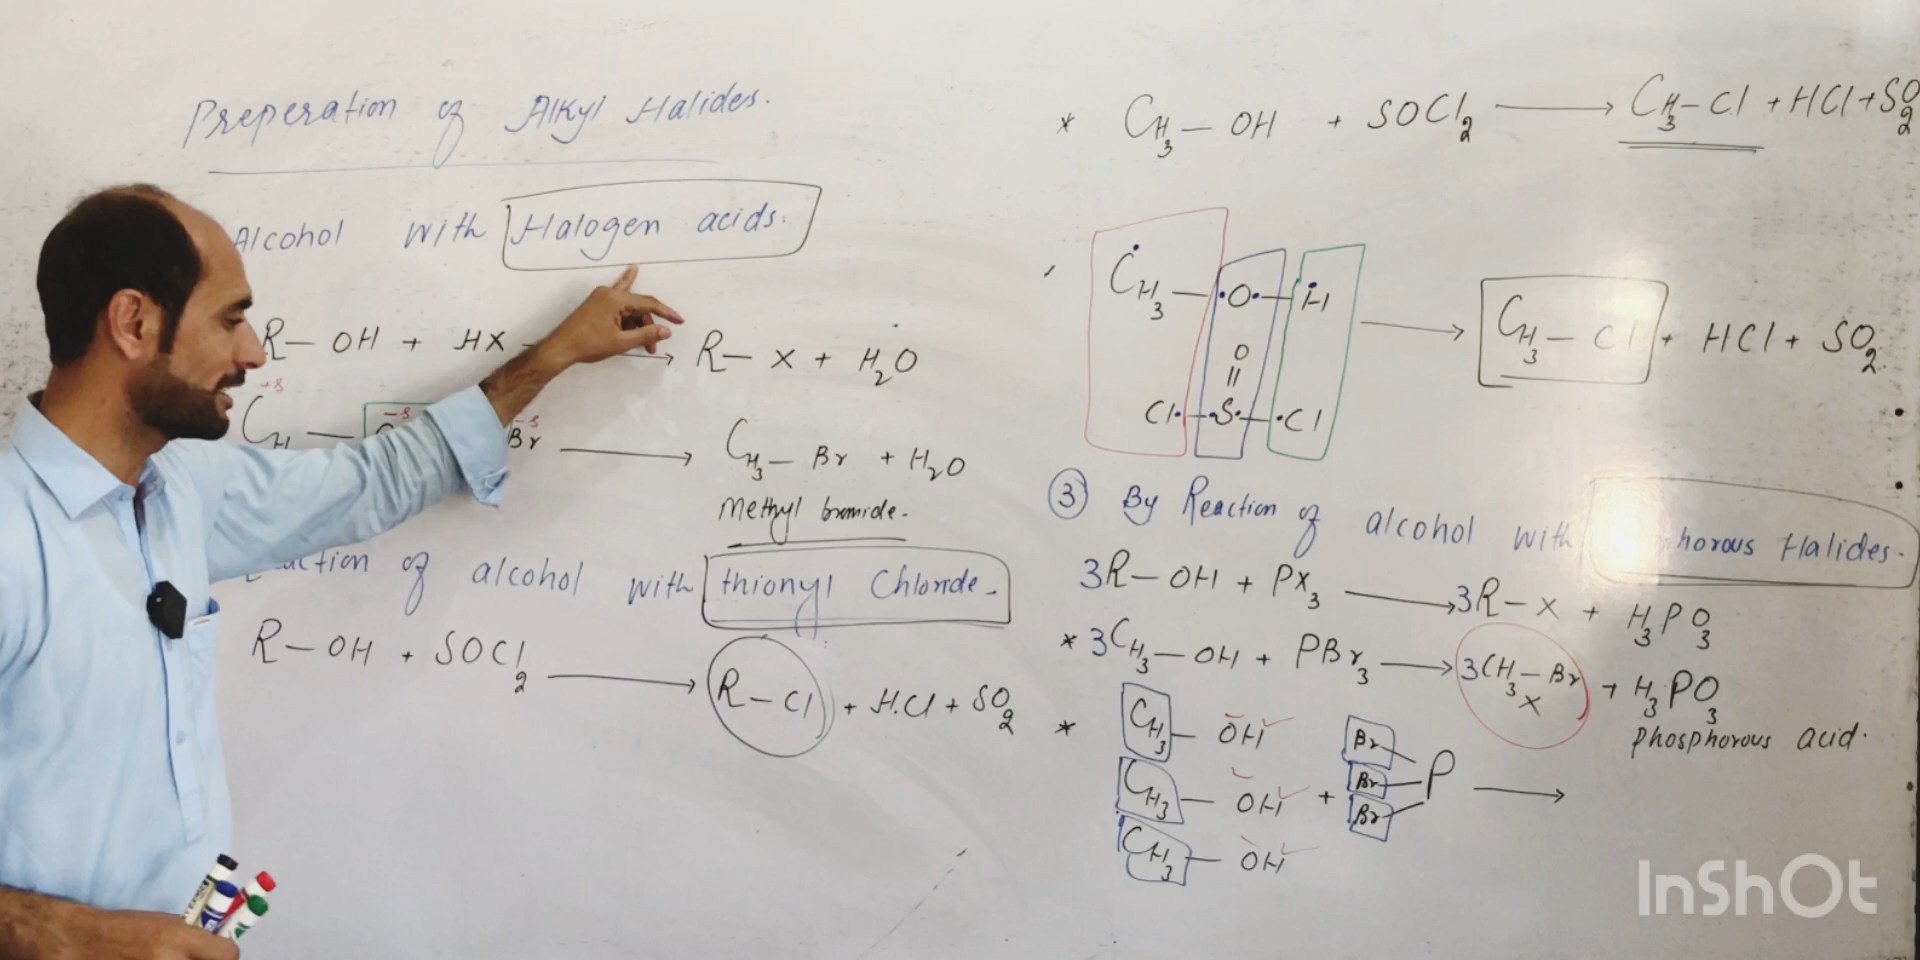 Preperation of Alkyl Halides.
Alcohol with Halogen acids.
R - OH + HX → R - X + H2O
-δ -δ -δ
CH - Br → CH3 - Br + H2O
Methyl bromide.
of alcohol with thionyl Chloride.
R - OH + SOCl2 → R - Cl + HCl + SO2
* CH3 - OH + SOCl2 → CH3 - Cl + HCl + SO2
CH3 - O - H → CH3 - Cl + HCl + SO2
O
||
Cl - S - Cl
③ By Reaction of alcohol with Halides.
3R - OH + PX3 → 3R - X + H3PO3
* 3CH3 - OH + PBr3 → 3CH3 - Br + H3PO3
X
Phosphorous acid.
* CH3 - OH Br
CH3 - OH + Br P →
CH3 - OH Br
InShOt